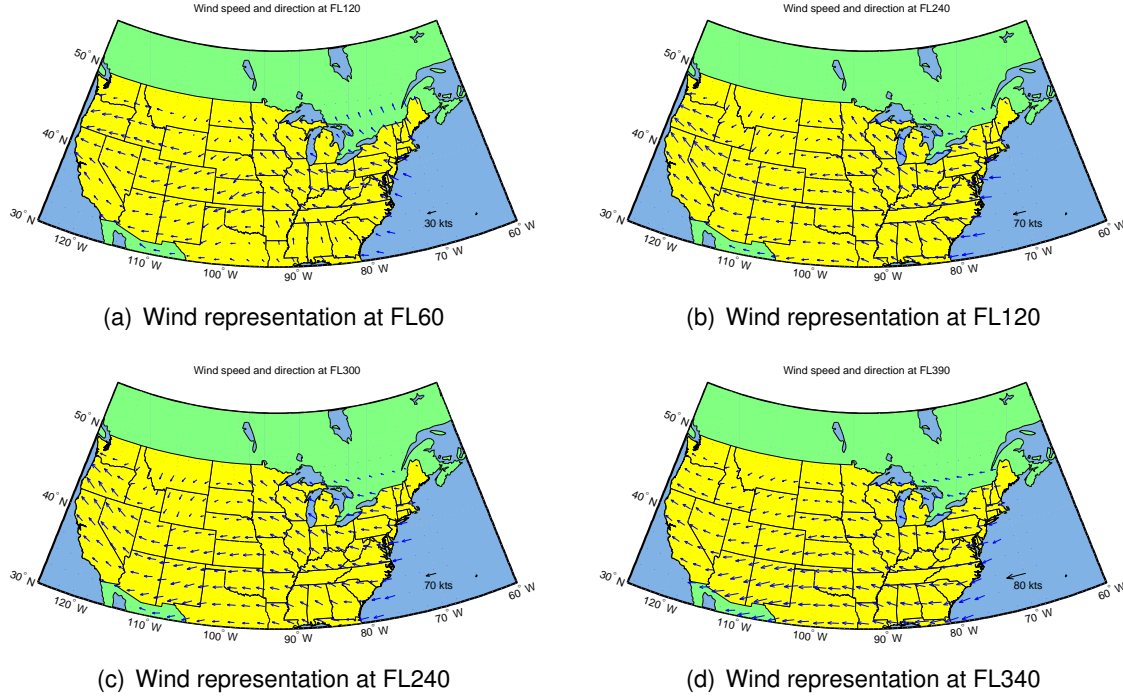 Wind speed and direction at FL120
50° N
40° N
30° N
120° W
110° W
100° W
90° W
80° W
70° W
60° W
30 kts
(a) Wind representation at FL60
Wind speed and direction at FL240
50° N
40° N
30° N
120° W
110° W
100° W
90° W
80° W
70° W
60° W
70 kts
(b) Wind representation at FL120
Wind speed and direction at FL300
50° N
40° N
30° N
120° W
110° W
100° W
90° W
80° W
70° W
60° W
70 kts
(c) Wind representation at FL240
Wind speed and direction at FL390
50° N
40° N
30° N
120° W
110° W
100° W
90° W
80° W
70° W
60° W
80 kts
(d) Wind representation at FL340